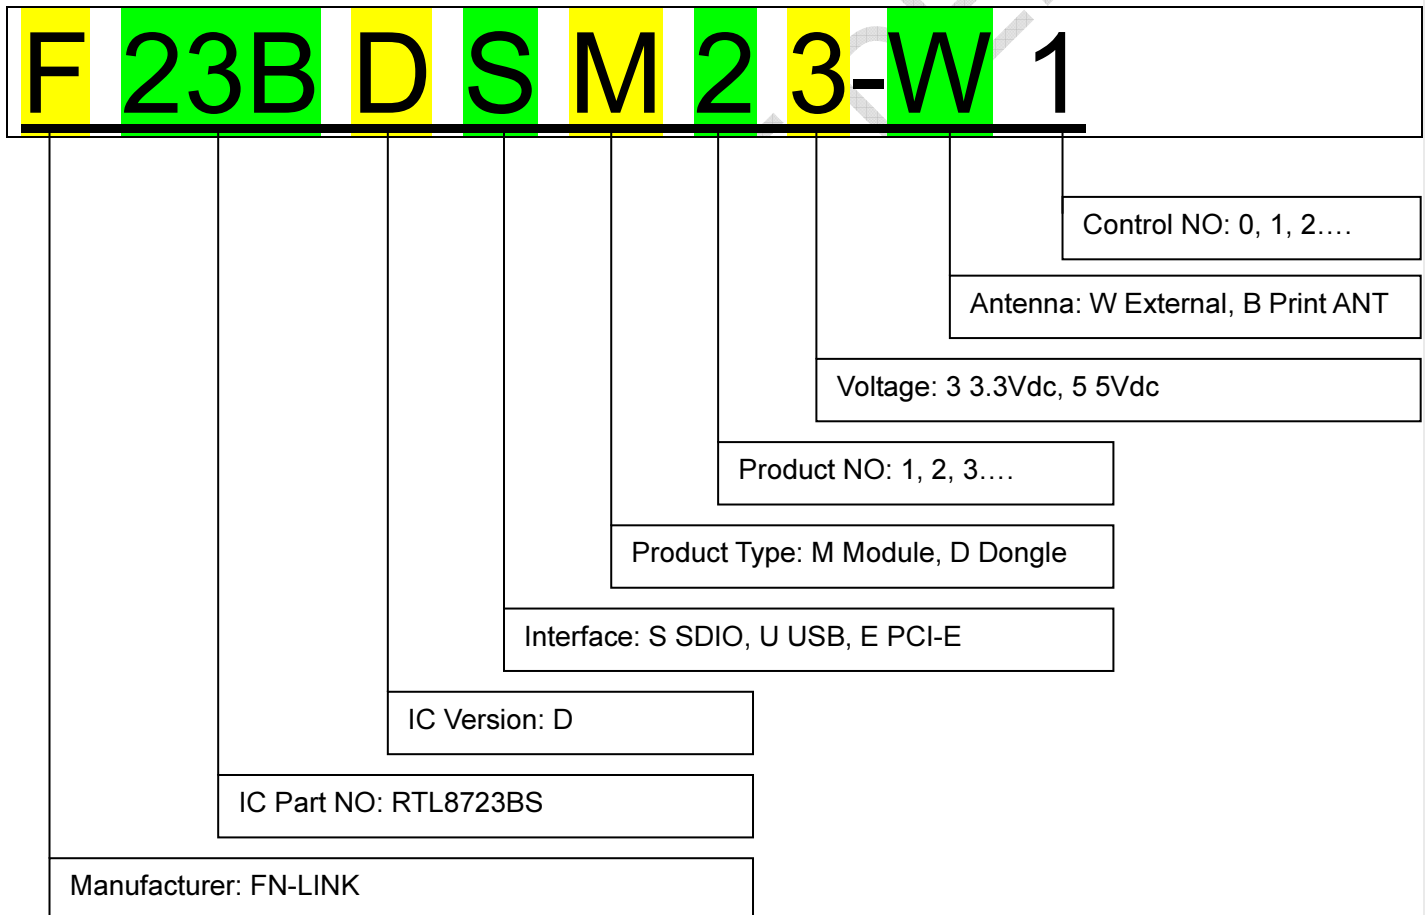 F 23B D S M 2 3-W 1
Control NO: 0, 1, 2….
Antenna: W External, B Print ANT
Voltage: 3 3.3Vdc, 5 5Vdc
Product NO: 1, 2, 3….
Product Type: M Module, D Dongle
Interface: S SDIO, U USB, E PCI-E
IC Version: D
IC Part NO: RTL8723BS
Manufacturer: FN-LINK